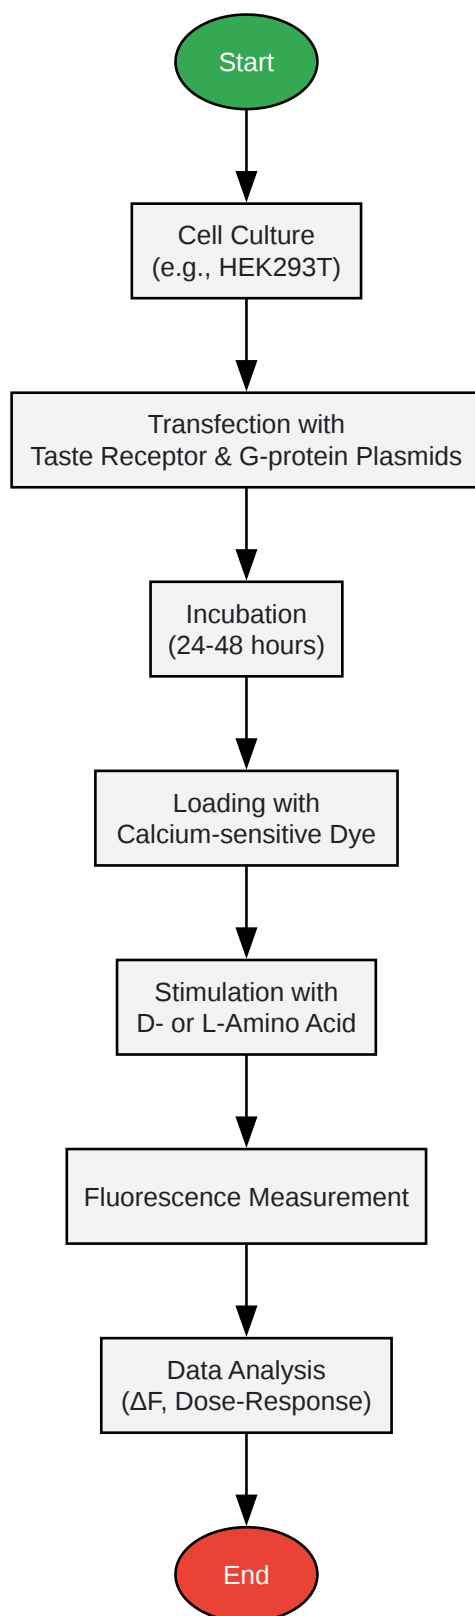 Start
Cell Culture
(e.g., HEK293T)
Transfection with
Taste Receptor & G-protein Plasmids
Incubation
(24-48 hours)
Loading with
Calcium-sensitive Dye
Stimulation with
D- or L-Amino Acid
Fluorescence Measurement
Data Analysis
(ΔF, Dose-Response)
End